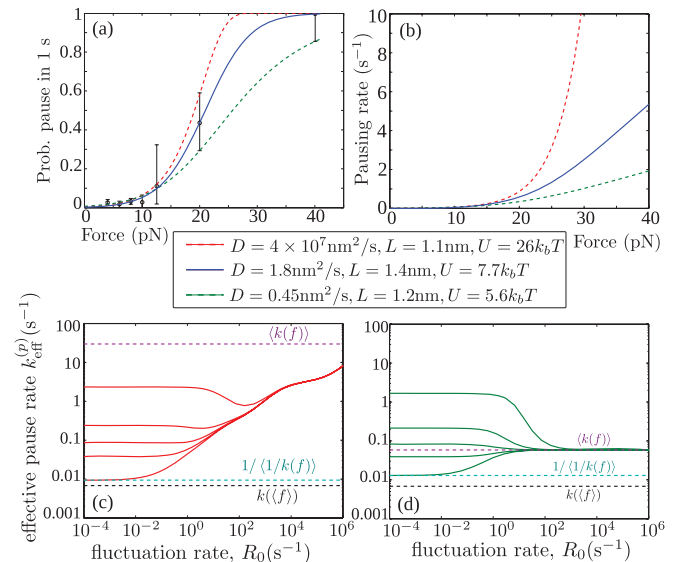 (a)
Prob. pause in 1 s
1
0.8
0.6
0.4
0.2
0
0 10 20 30 40
Force (pN)
(b)
Pausing rate (s⁻¹)
10
8
6
4
2
0
0 10 20 30 40
Force (pN)
D = 4 × 10⁷nm²/s, L = 1.1nm, U = 26k_bT
D = 1.8nm²/s, L = 1.4nm, U = 7.7k_bT
D = 0.45nm²/s, L = 1.2nm, U = 5.6k_bT
effective pause rate k_eff^(p)(s⁻¹)
100
10
1
0.1
0.01
0.001
⟨k(f)⟩
1/⟨1/k(f)⟩
k(⟨f⟩)
(c)
10⁻⁴ 10⁻² 10⁰ 10² 10⁴ 10⁶
fluctuation rate, R₀(s⁻¹)
100
10
1
0.1
0.01
0.001
⟨k(f)⟩
1/⟨1/k(f)⟩
k(⟨f⟩)
(d)
10⁻⁴ 10⁻² 10⁰ 10² 10⁴ 10⁶
fluctuation rate, R₀(s⁻¹)